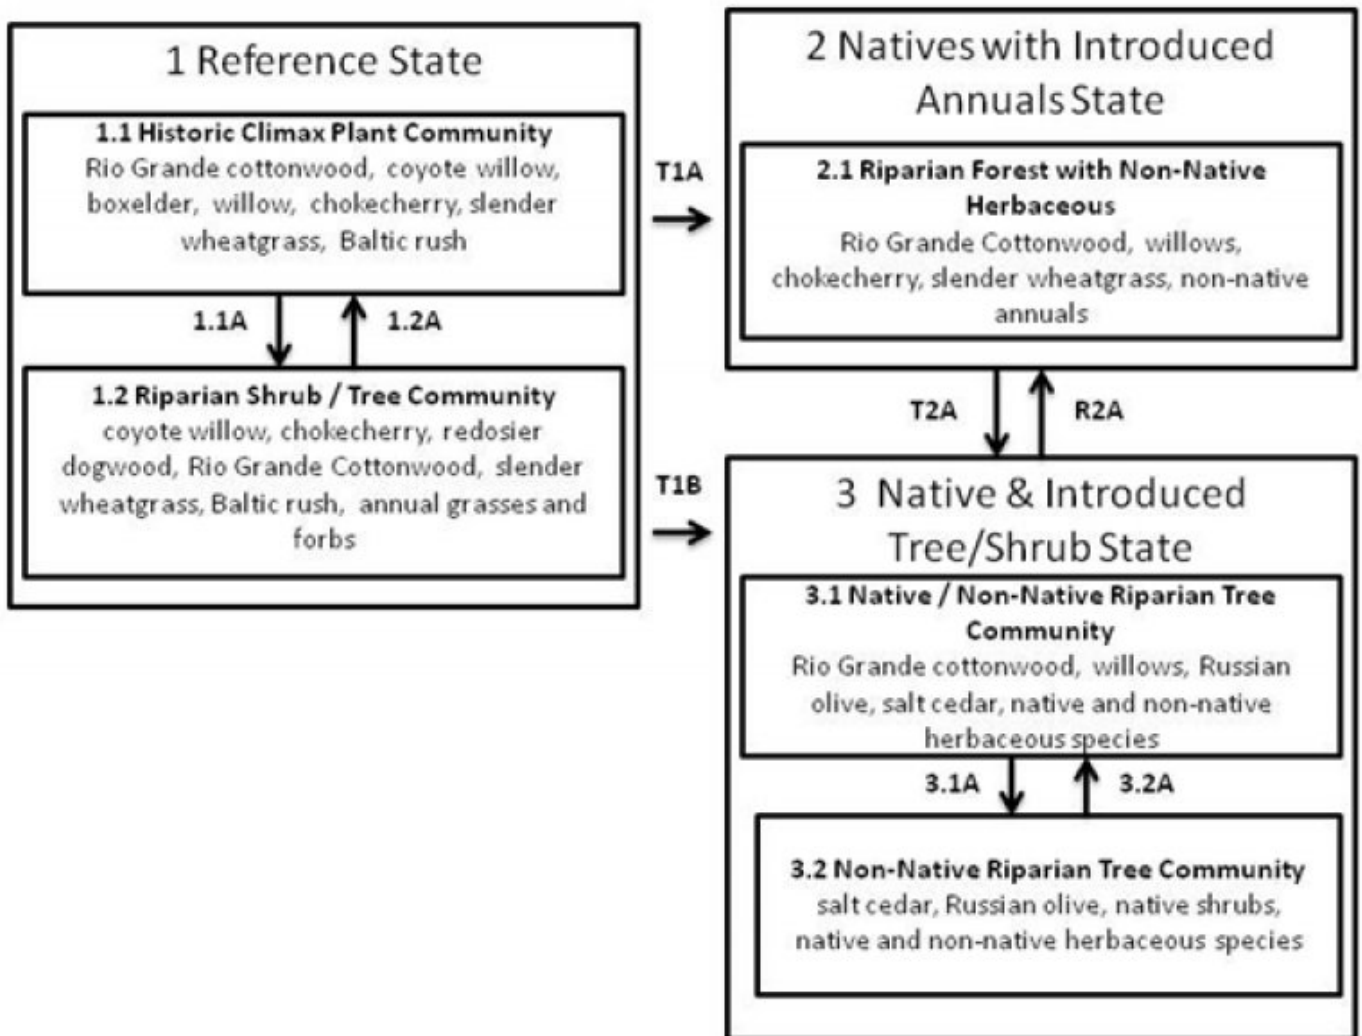 1 Reference State
1.1 Historic Climax Plant Community
Rio Grande cottonwood, coyote willow,
boxelder, willow, chokecherry, slender
wheatgrass, Baltic rush
1.1A
1.2A
1.2 Riparian Shrub / Tree Community
coyote willow, chokecherry, redosier
dogwood, Rio Grande Cottonwood, slender
wheatgrass, Baltic rush, annual grasses and
forbs
T1A
T1B
2 Natives with Introduced
Annuals State
2.1 Riparian Forest with Non-Native
Herbaceous
Rio Grande Cottonwood, willows,
chokecherry, slender wheatgrass, non-native
annuals
T2A
R2A
3 Native & Introduced
Tree/Shrub State
3.1 Native / Non-Native Riparian Tree
Community
Rio Grande cottonwood, willows, Russian
olive, salt cedar, native and non-native
herbaceous species
3.1A
3.2A
3.2 Non-Native Riparian Tree Community
salt cedar, Russian olive, native shrubs,
native and non-native herbaceous species